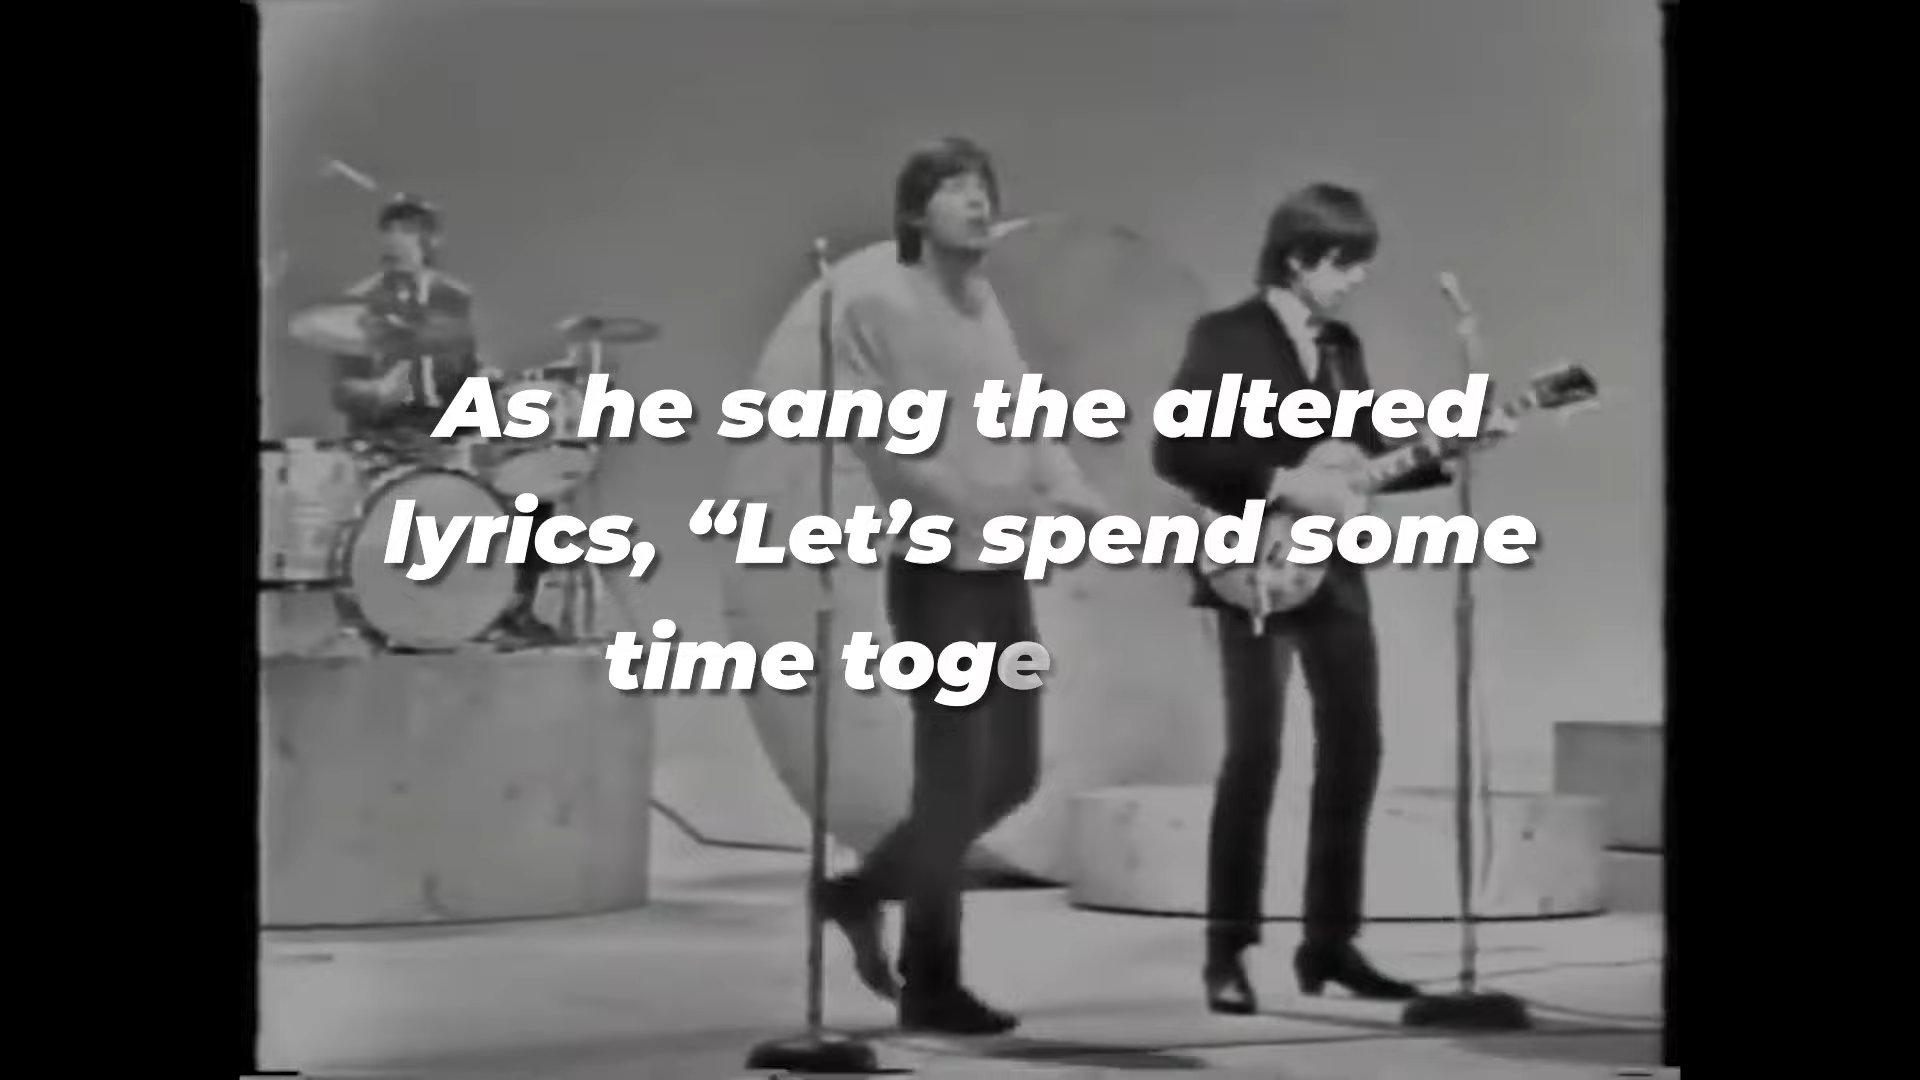 As he sang the altered
lyrics, “Let’s spend some
time toge